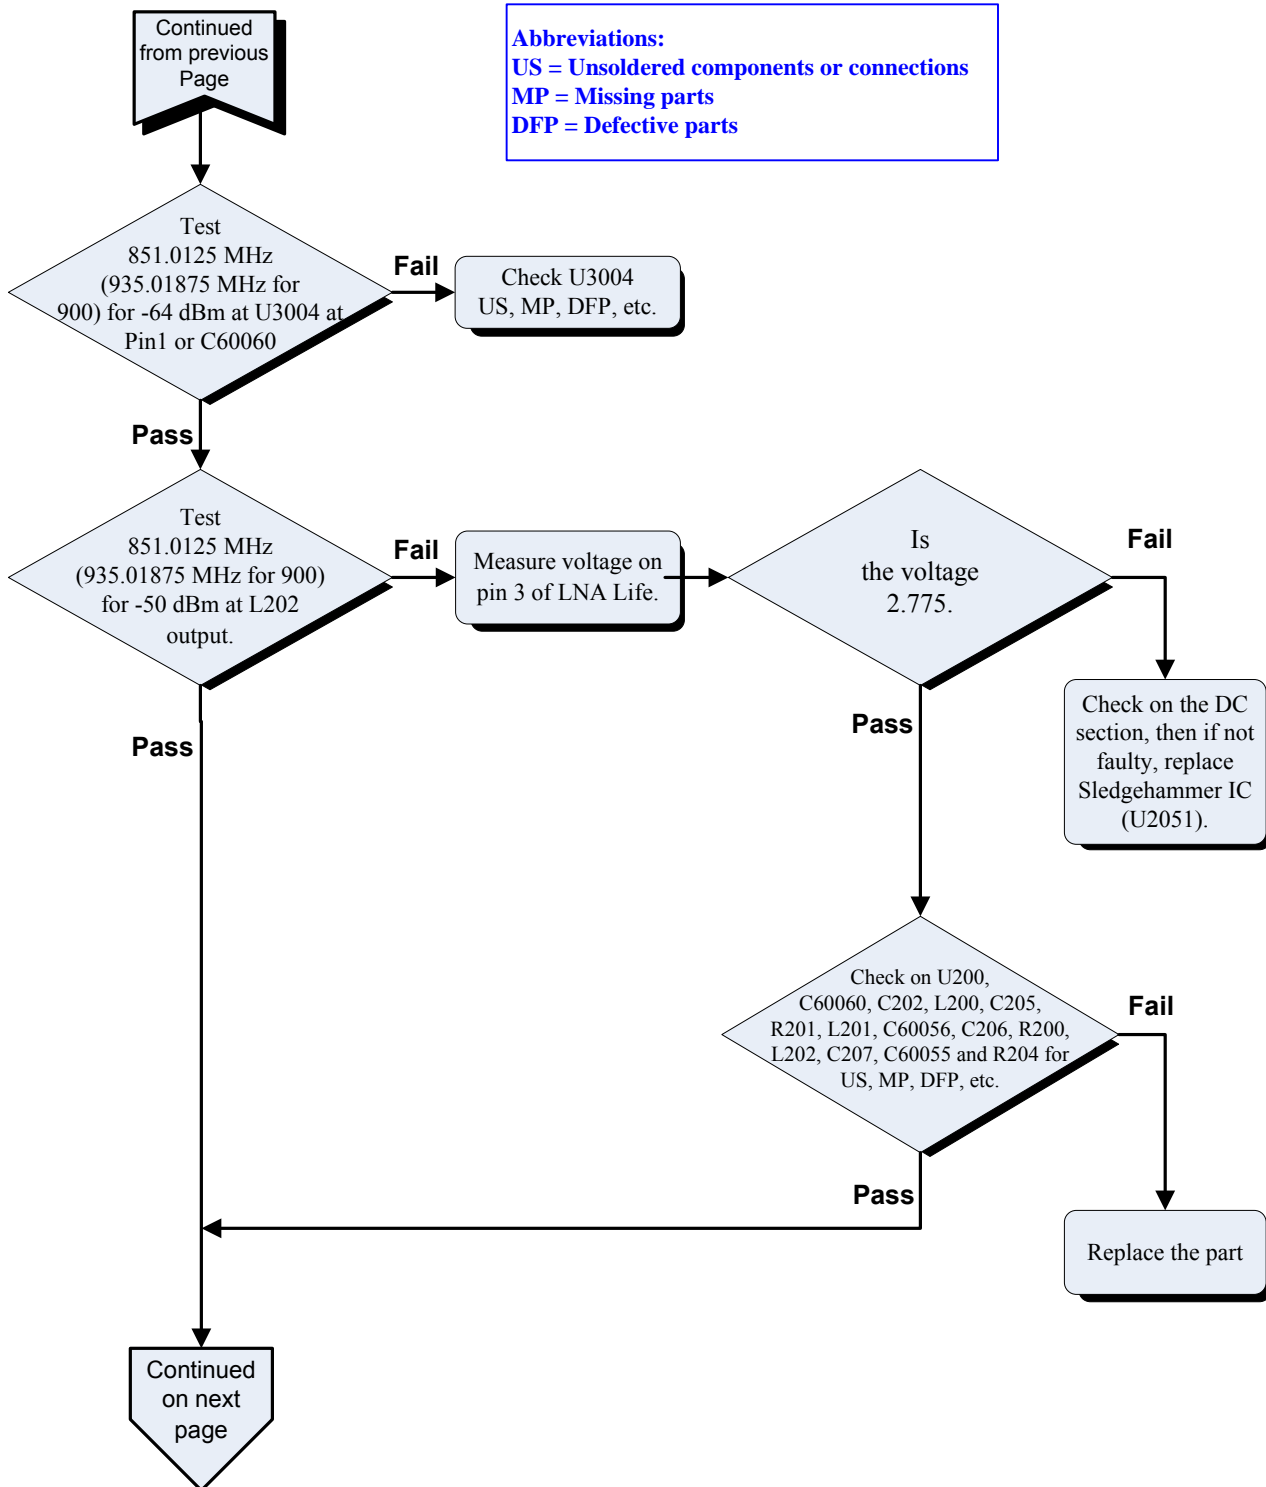 Continued
from previous
Page
Abbreviations:
US = Unsoldered components or connections
MP = Missing parts
DFP = Defective parts
Test
851.0125 MHz
(935.01875 MHz for
900) for -64 dBm at U3004 at
Pin1 or C60060
Fail
Check U3004
US, MP, DFP, etc.
Pass
Test
851.0125 MHz
(935.01875 MHz for 900)
for -50 dBm at L202
output.
Fail
Measure voltage on
pin 3 of LNA Life.
Is
the voltage
2.775.
Fail
Check on the DC
section, then if not
faulty, replace
Sledgehammer IC
(U2051).
Pass
Pass
Check on U200,
C60060, C202, L200, C205,
R201, L201, C60056, C206, R200,
L202, C207, C60055 and R204 for
US, MP, DFP, etc.
Fail
Replace the part
Pass
Continued
on next
page